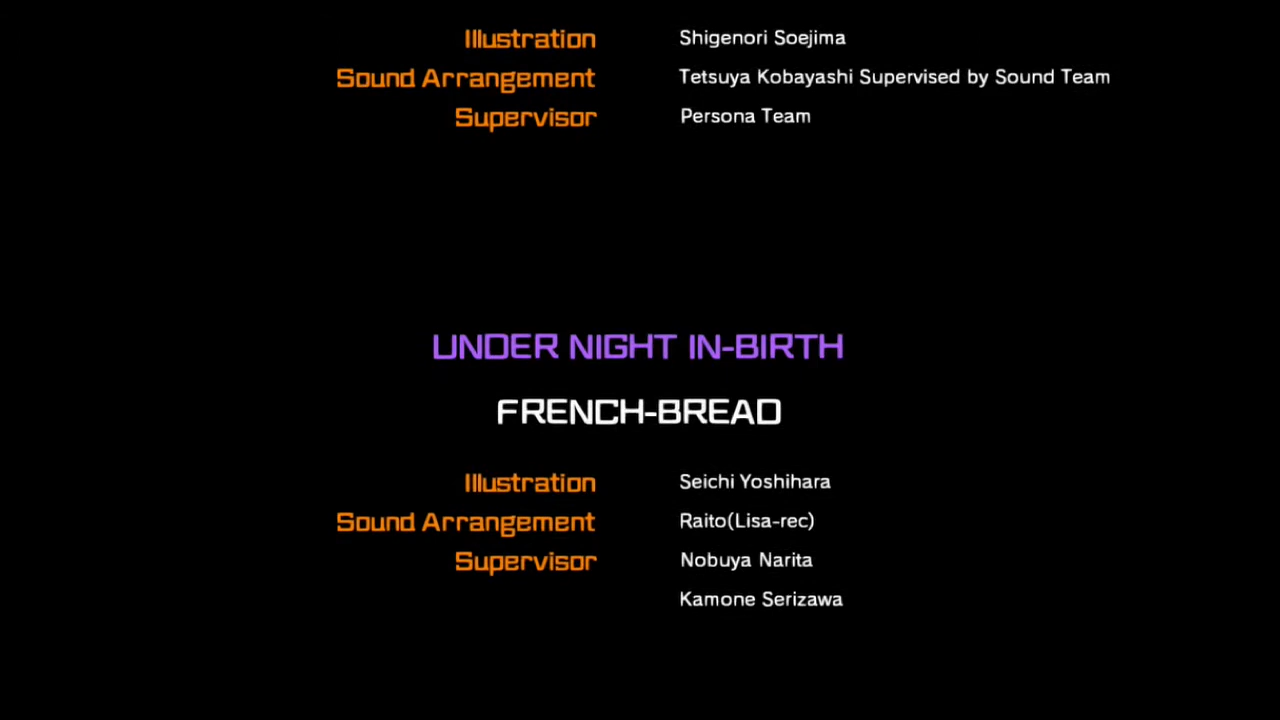 Illustration Shigenori Soejima
Sound Arrangement Tetsuya Kobayashi Supervised by Sound Team
Supervisor Persona Team
UNDER NIGHT IN-BIRTH
FRENCH-BREAD
Illustration Seichi Yoshihara
Sound Arrangement Raito(Lisa-rec)
Supervisor Nobuya Narita
Kamone Serizawa